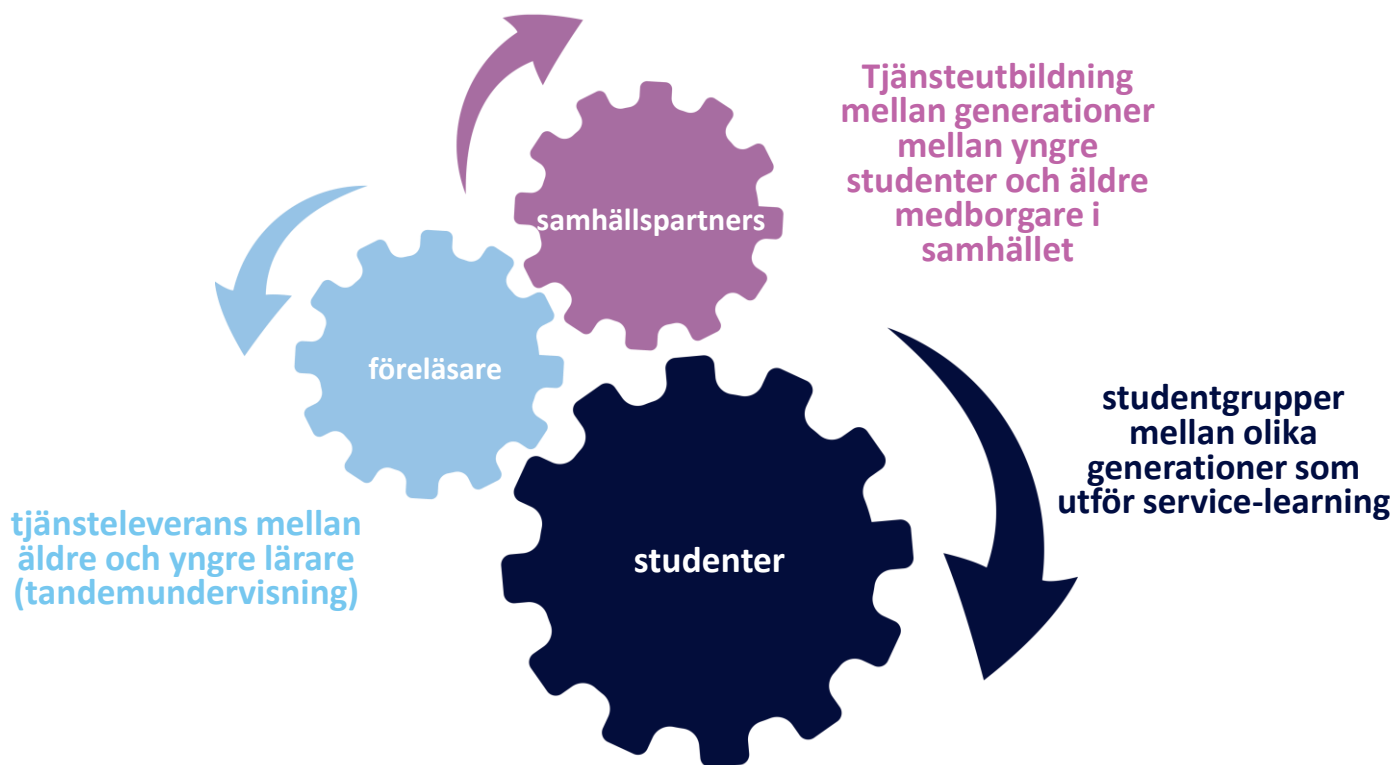 Tjänsteutbildning
mellan generationer
mellan yngre
studenter och äldre
medborgare i
samhället
samhällspartners
föreläsare
studentgrupper
mellan olika
generationer som
utför service-learning
tjänsteleverans mellan
äldre och yngre lärare
(tandemundervisning)
studenter